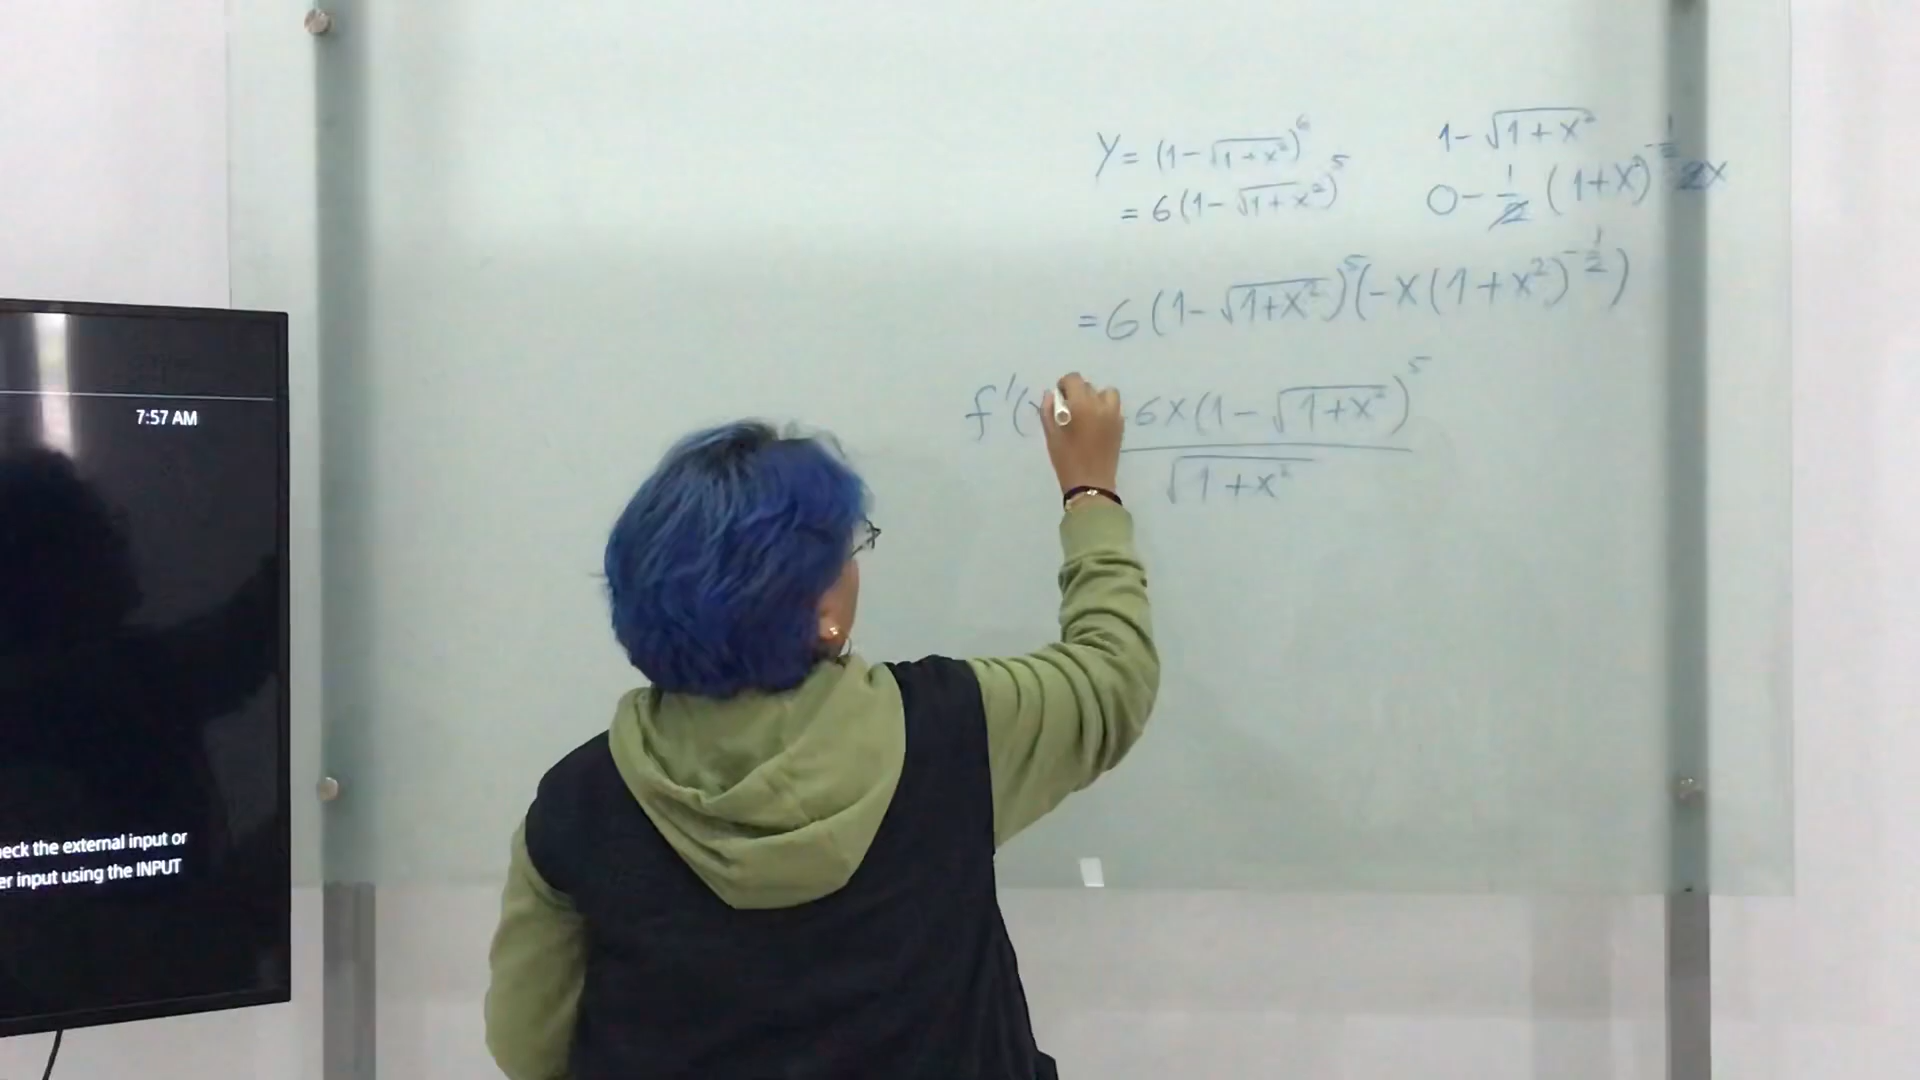 y = (1-√(1+x²))⁶
= 6(1-√(1+x²))⁵
1-√(1+x²)
0-1/2 (1+x²)^-1/2 2x
=6(1-√(1+x²))⁵(-x(1+x²)^-1/2)
f'(x 6x(1-√(1+x²))⁵
√(1+x²)
7:57 AM
eck the external input or
er input using the INPUT